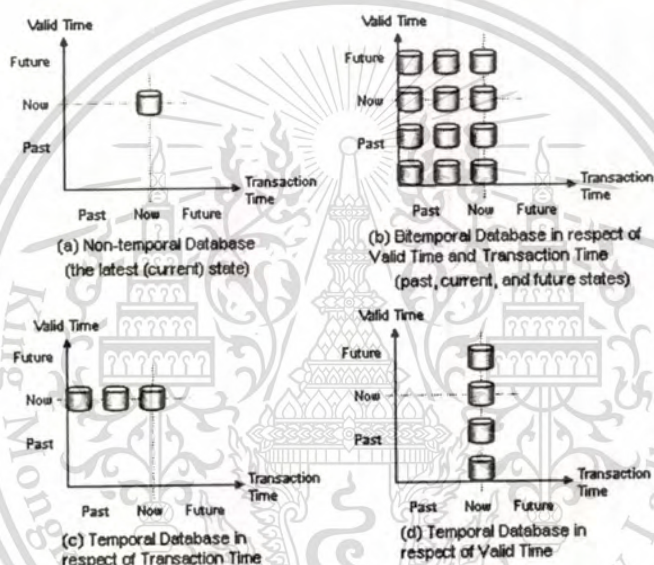 Valid Time
Future
Now
Past
Transaction
Time
Past Now Future
(a) Non-temporal Database
(the latest (current) state)
Valid Time
Future
Now
Past
Transaction
Time
Past Now Future
(b) Bitemporal Database in respect of
Valid Time and Transaction Time
(past, current, and future states)
Valid Time
Future
Now
Past
Transaction
Time
Past Now Future
(c) Temporal Database in
respect of Transaction Time
Valid Time
Future
Now
Past
Transaction
Time
Past Now Future
(d) Temporal Database in
respect of Valid Time
King Mongk